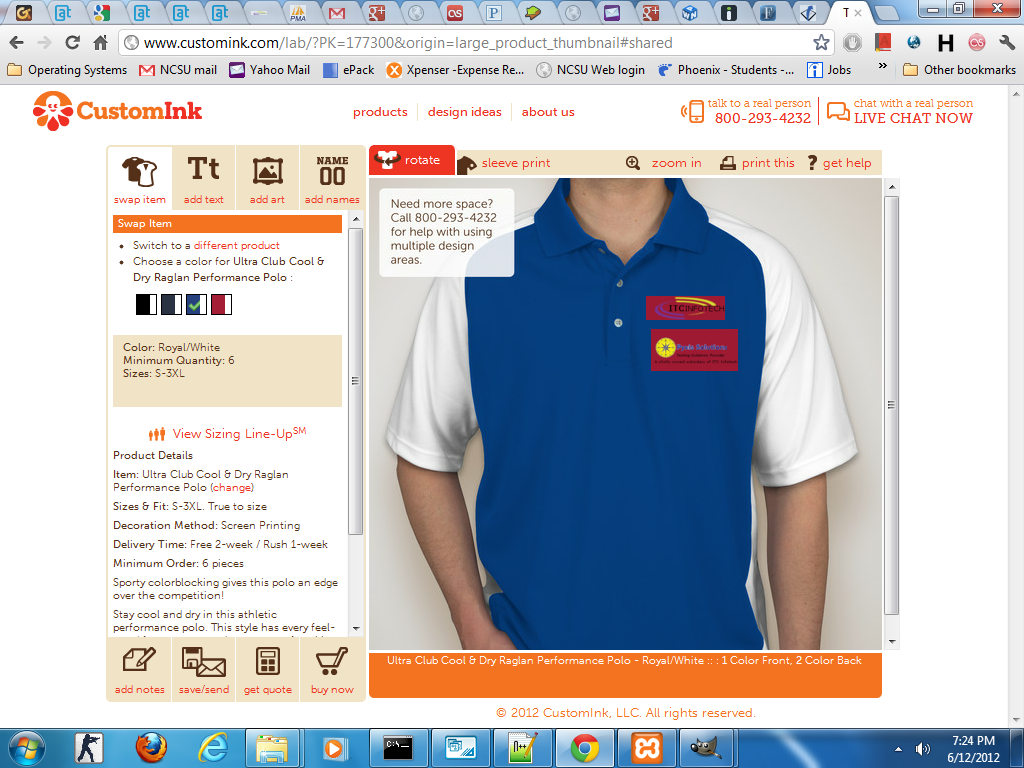 PMA
T
www.customink.com/lab/?PK=177300&origin=large_product_thumbnail#shared
Operating Systems NCSU mail Yahoo Mail ePack Xpenser -Expense Re... NCSU Web login Phoenix - Students -... Jobs » Other bookmarks
CustomInk
products design ideas about us
talk to a real person
800-293-4232
chat with a real person
LIVE CHAT NOW
swap item
Tt
add text
add art
NAME
00
add names
rotate sleeve print zoom in print this ? get help
Swap Item
Switch to a different product
Choose a color for Ultra Club Cool &
Dry Raglan Performance Polo :
Color: Royal/White
Minimum Quantity: 6
Sizes: S-3XL
View Sizing Line-Up SM
Product Details
Item: Ultra Club Cool & Dry Raglan
Performance Polo (change)
Sizes & Fit: S-3XL. True to size
Decoration Method: Screen Printing
Delivery Time: Free 2-week / Rush 1-week
Minimum Order: 6 pieces
Sporty colorblocking gives this polo an edge
over the competition!
Stay cool and dry in this athletic
performance polo. This style has every feel-
add notes save/send get quote buy now
Need more space?
Call 800-293-4232
for help with using
multiple design
areas.
ITCINFOTECH
Ultra Club Cool & Dry Raglan Performance Polo - Royal/White :: : 1 Color Front, 2 Color Back
© 2012 CustomInk, LLC. All rights reserved.
C:\_
7:24 PM
6/12/2012